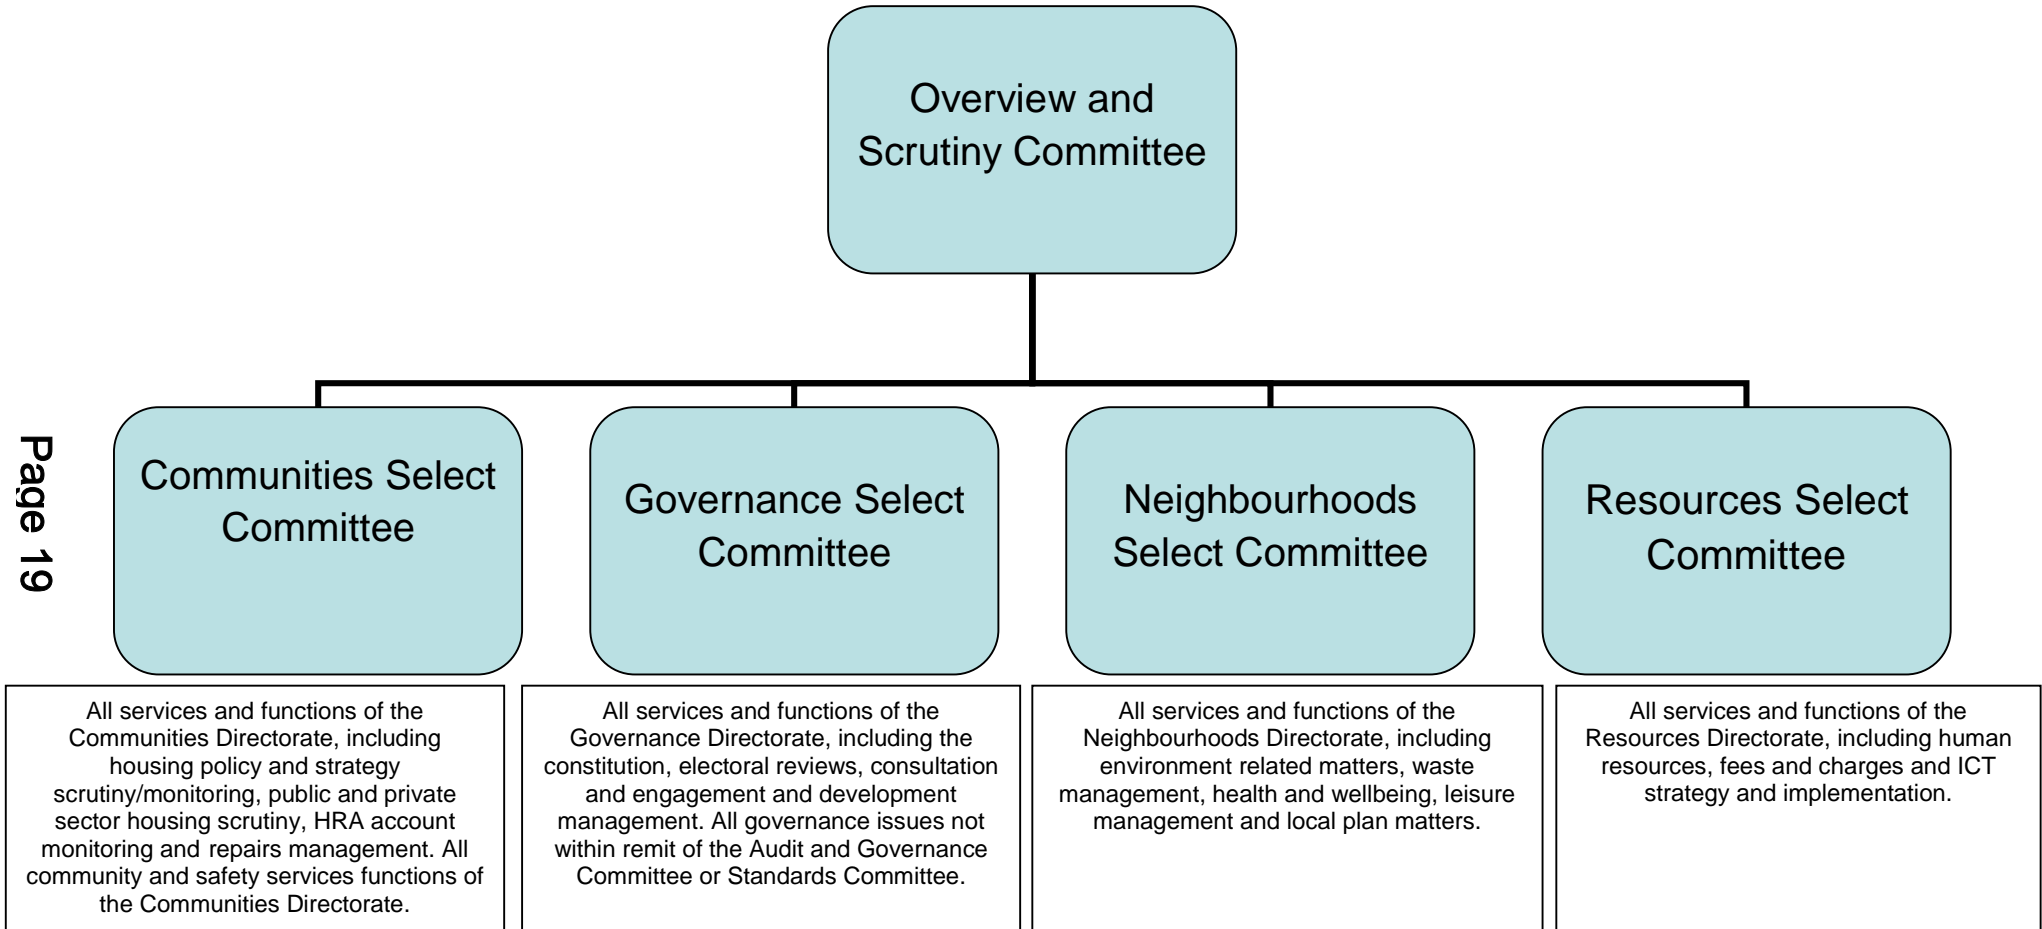 Overview and
Scrutiny Committee
Page 19
Communities Select
Committee
Governance Select
Committee
Neighbourhoods
Select Committee
Resources Select
Committee
All services and functions of the
Communities Directorate, including
housing policy and strategy
scrutiny/monitoring, public and private
sector housing scrutiny, HRA account
monitoring and repairs management. All
community and safety services functions of
the Communities Directorate.
All services and functions of the
Governance Directorate, including the
constitution, electoral reviews, consultation
and engagement and development
management. All governance issues not
within remit of the Audit and Governance
Committee or Standards Committee.
All services and functions of the
Neighbourhoods Directorate, including
environment related matters, waste
management, health and wellbeing, leisure
management and local plan matters.
All services and functions of the
Resources Directorate, including human
resources, fees and charges and ICT
strategy and implementation.